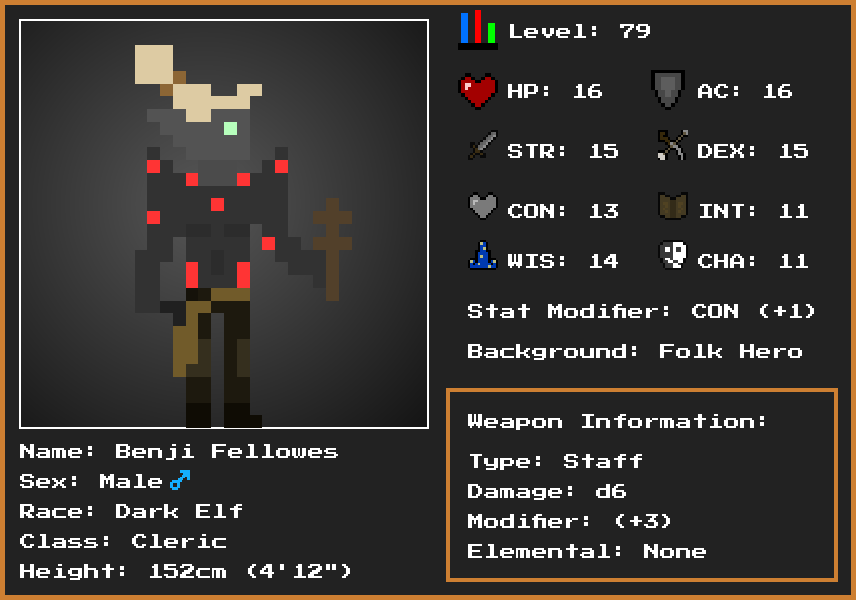 Level: 79
HP: 16 AC: 16
STR: 15 DEX: 15
CON: 13 INT: 11
WIS: 14 CHA: 11
Stat Modifier: CON (+1)
Background: Folk Hero
Weapon Information:
Type: Staff
Damage: d6
Modifier: (+3)
Elemental: None
Name: Benji Fellowes
Sex: Male ♂
Race: Dark Elf
Class: Cleric
Height: 152cm (4'12")